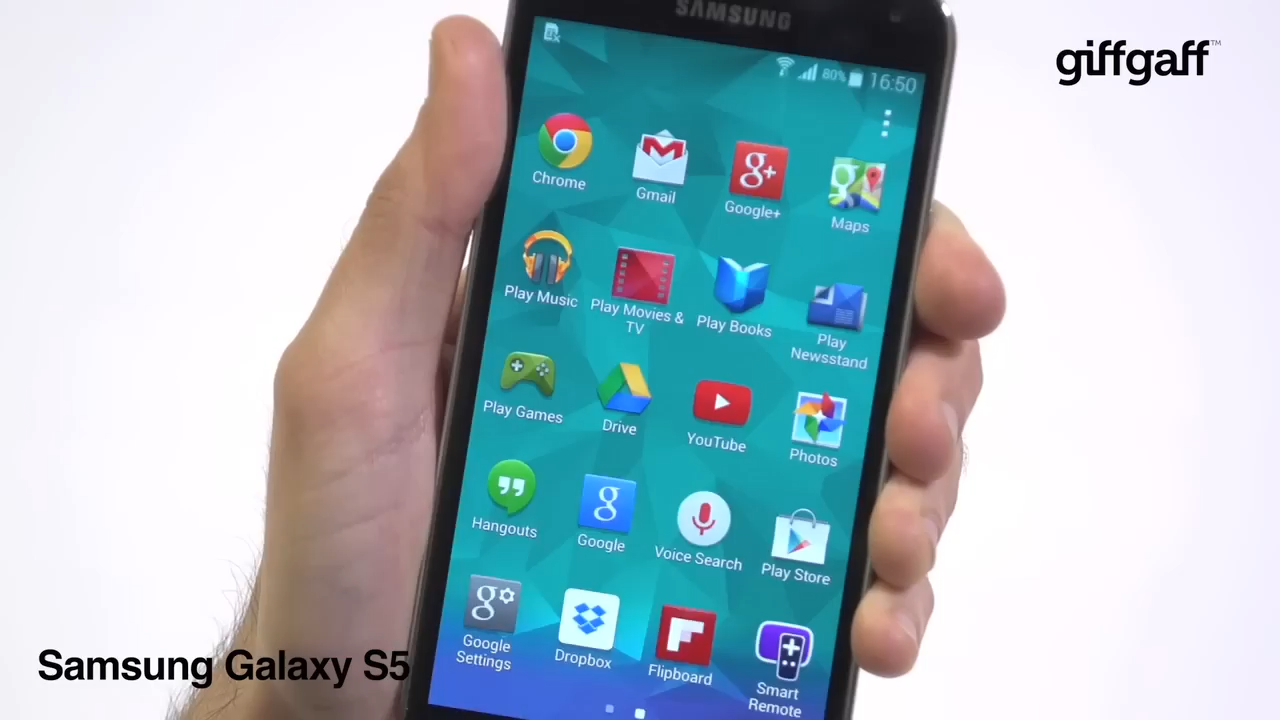 SAMSUNG
giffgaff™
80% 16:50
Chrome
Gmail
Google+
Maps
Play Music
Play Movies &
TV
Play Books
Play
Newsstand
Play Games
Drive
YouTube
Photos
Hangouts
Google
Voice Search
Play Store
Google
Settings
Dropbox
Flipboard
Smart
Remote
Samsung Galaxy S5